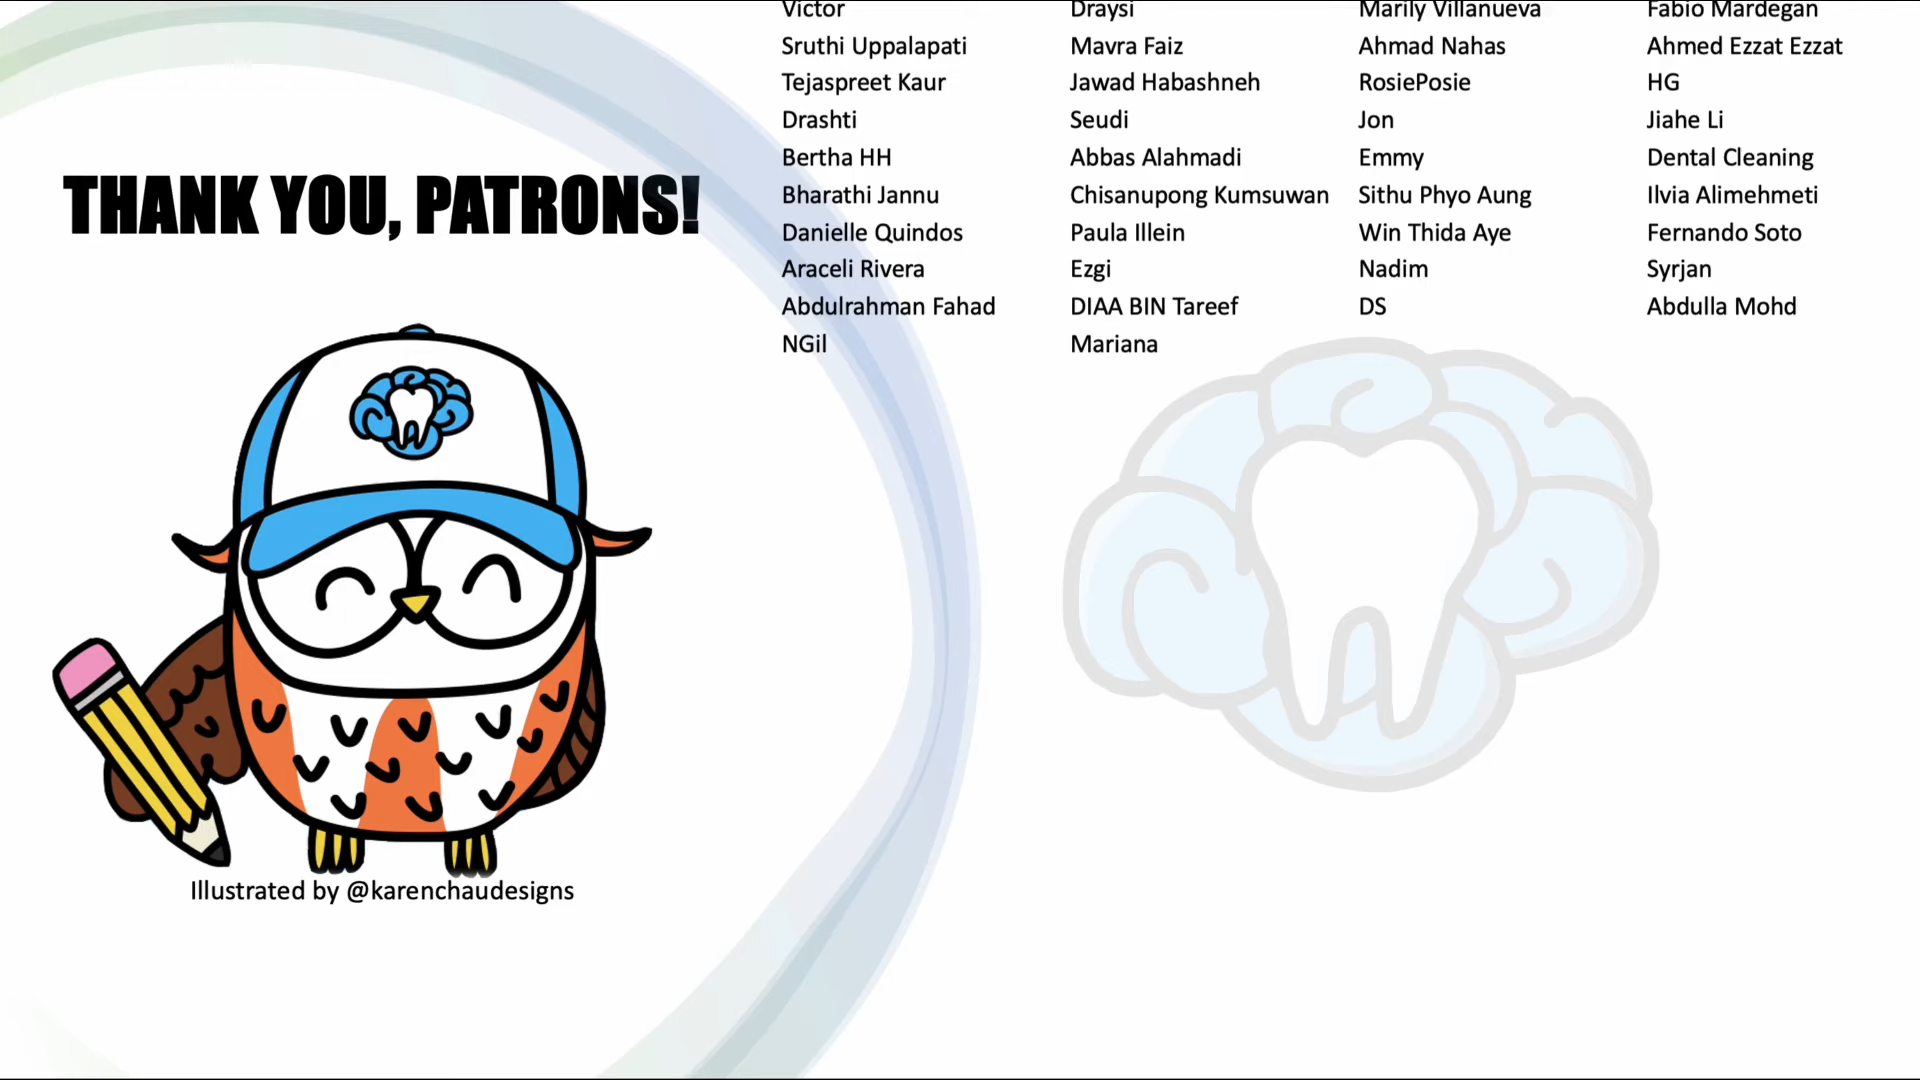 THANK YOU, PATRONS!
Illustrated by @karenchaudesigns
Victor Draysi Marily Villanueva Fabio Mardegan
Sruthi Uppalapati Mavra Faiz Ahmad Nahas Ahmed Ezzat Ezzat
Tejaspreet Kaur Jawad Habashneh RosiePosie HG
Drashti Seudi Jon Jiahe Li
Bertha HH Abbas Alahmadi Emmy Dental Cleaning
Bharathi Jannu Chisanupong Kumsuwan Sithu Phyo Aung Ilvia Alimehmeti
Danielle Quindos Paula Illein Win Thida Aye Fernando Soto
Araceli Rivera Ezgi Nadim Syrjan
Abdulrahman Fahad DIAA BIN Tareef DS Abdulla Mohd
NGil Mariana